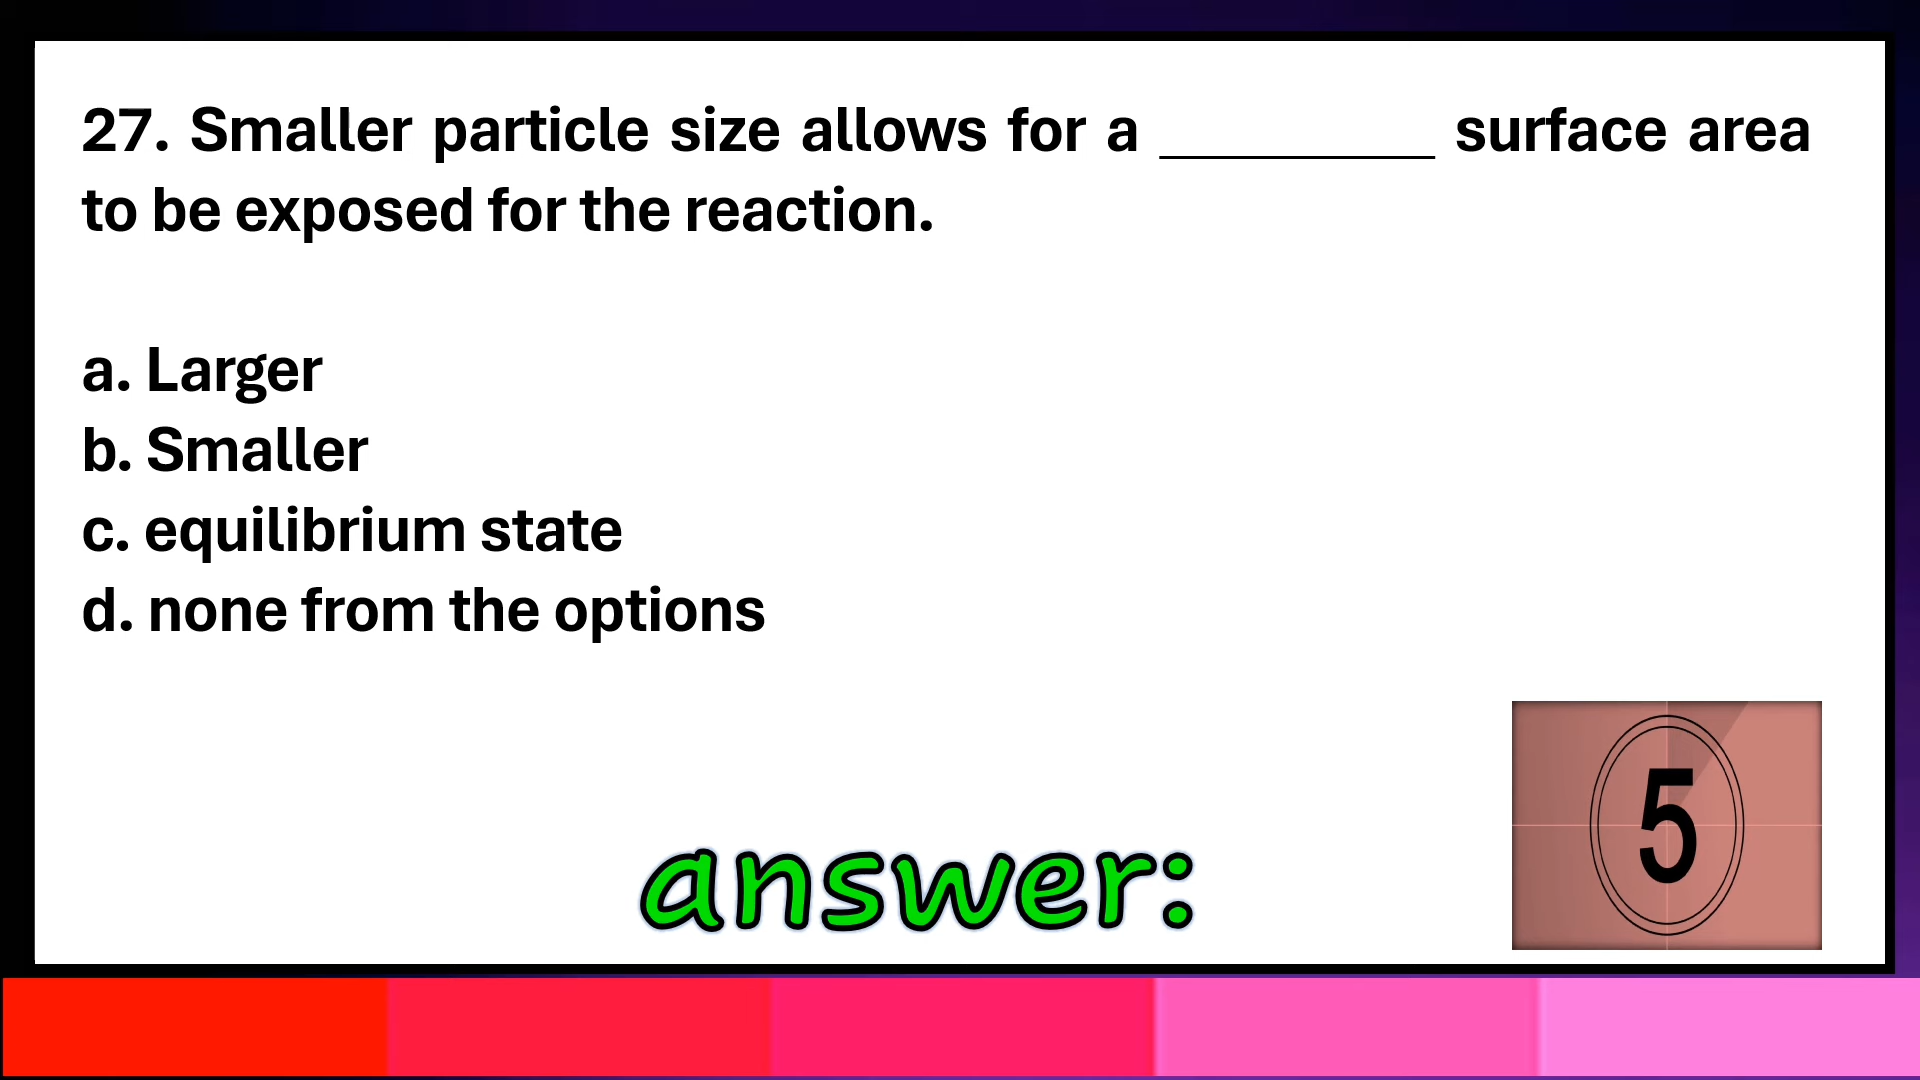 27. Smaller particle size allows for a __________ surface area
to be exposed for the reaction.
a. Larger
b. Smaller
c. equilibrium state
d. none from the options
answer:
5